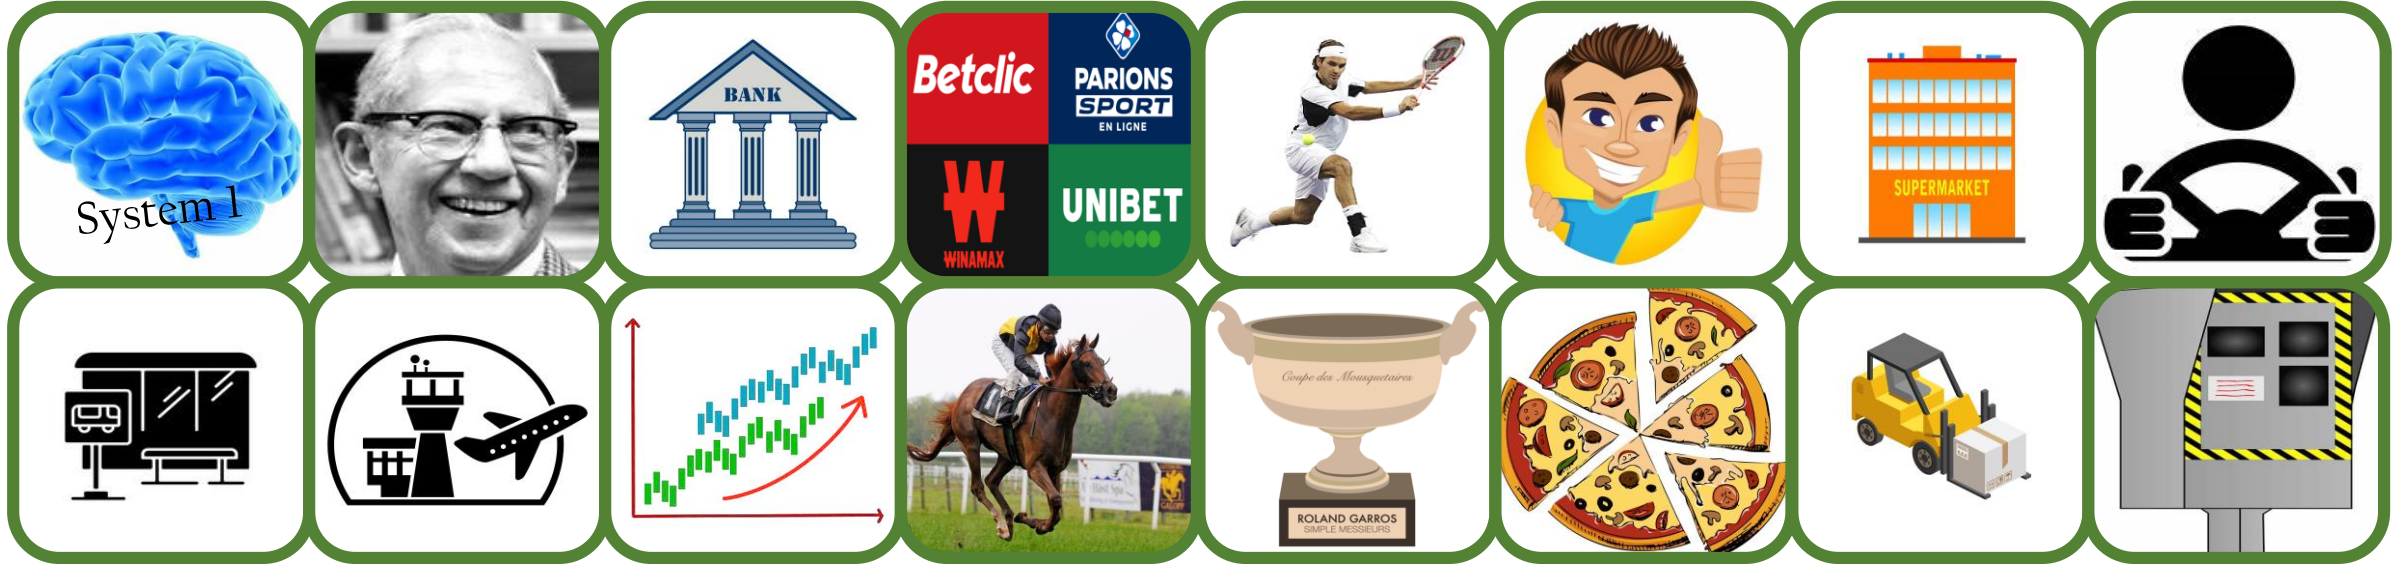 System 1
BANK
Betclic
PARIONS
SPORT
EN LIGNE
W
WINAMAX
UNIBET
SUPERMARKET
Coupe des Mousquetaires
ROLAND GARROS
SIMPLE MESSIEURS